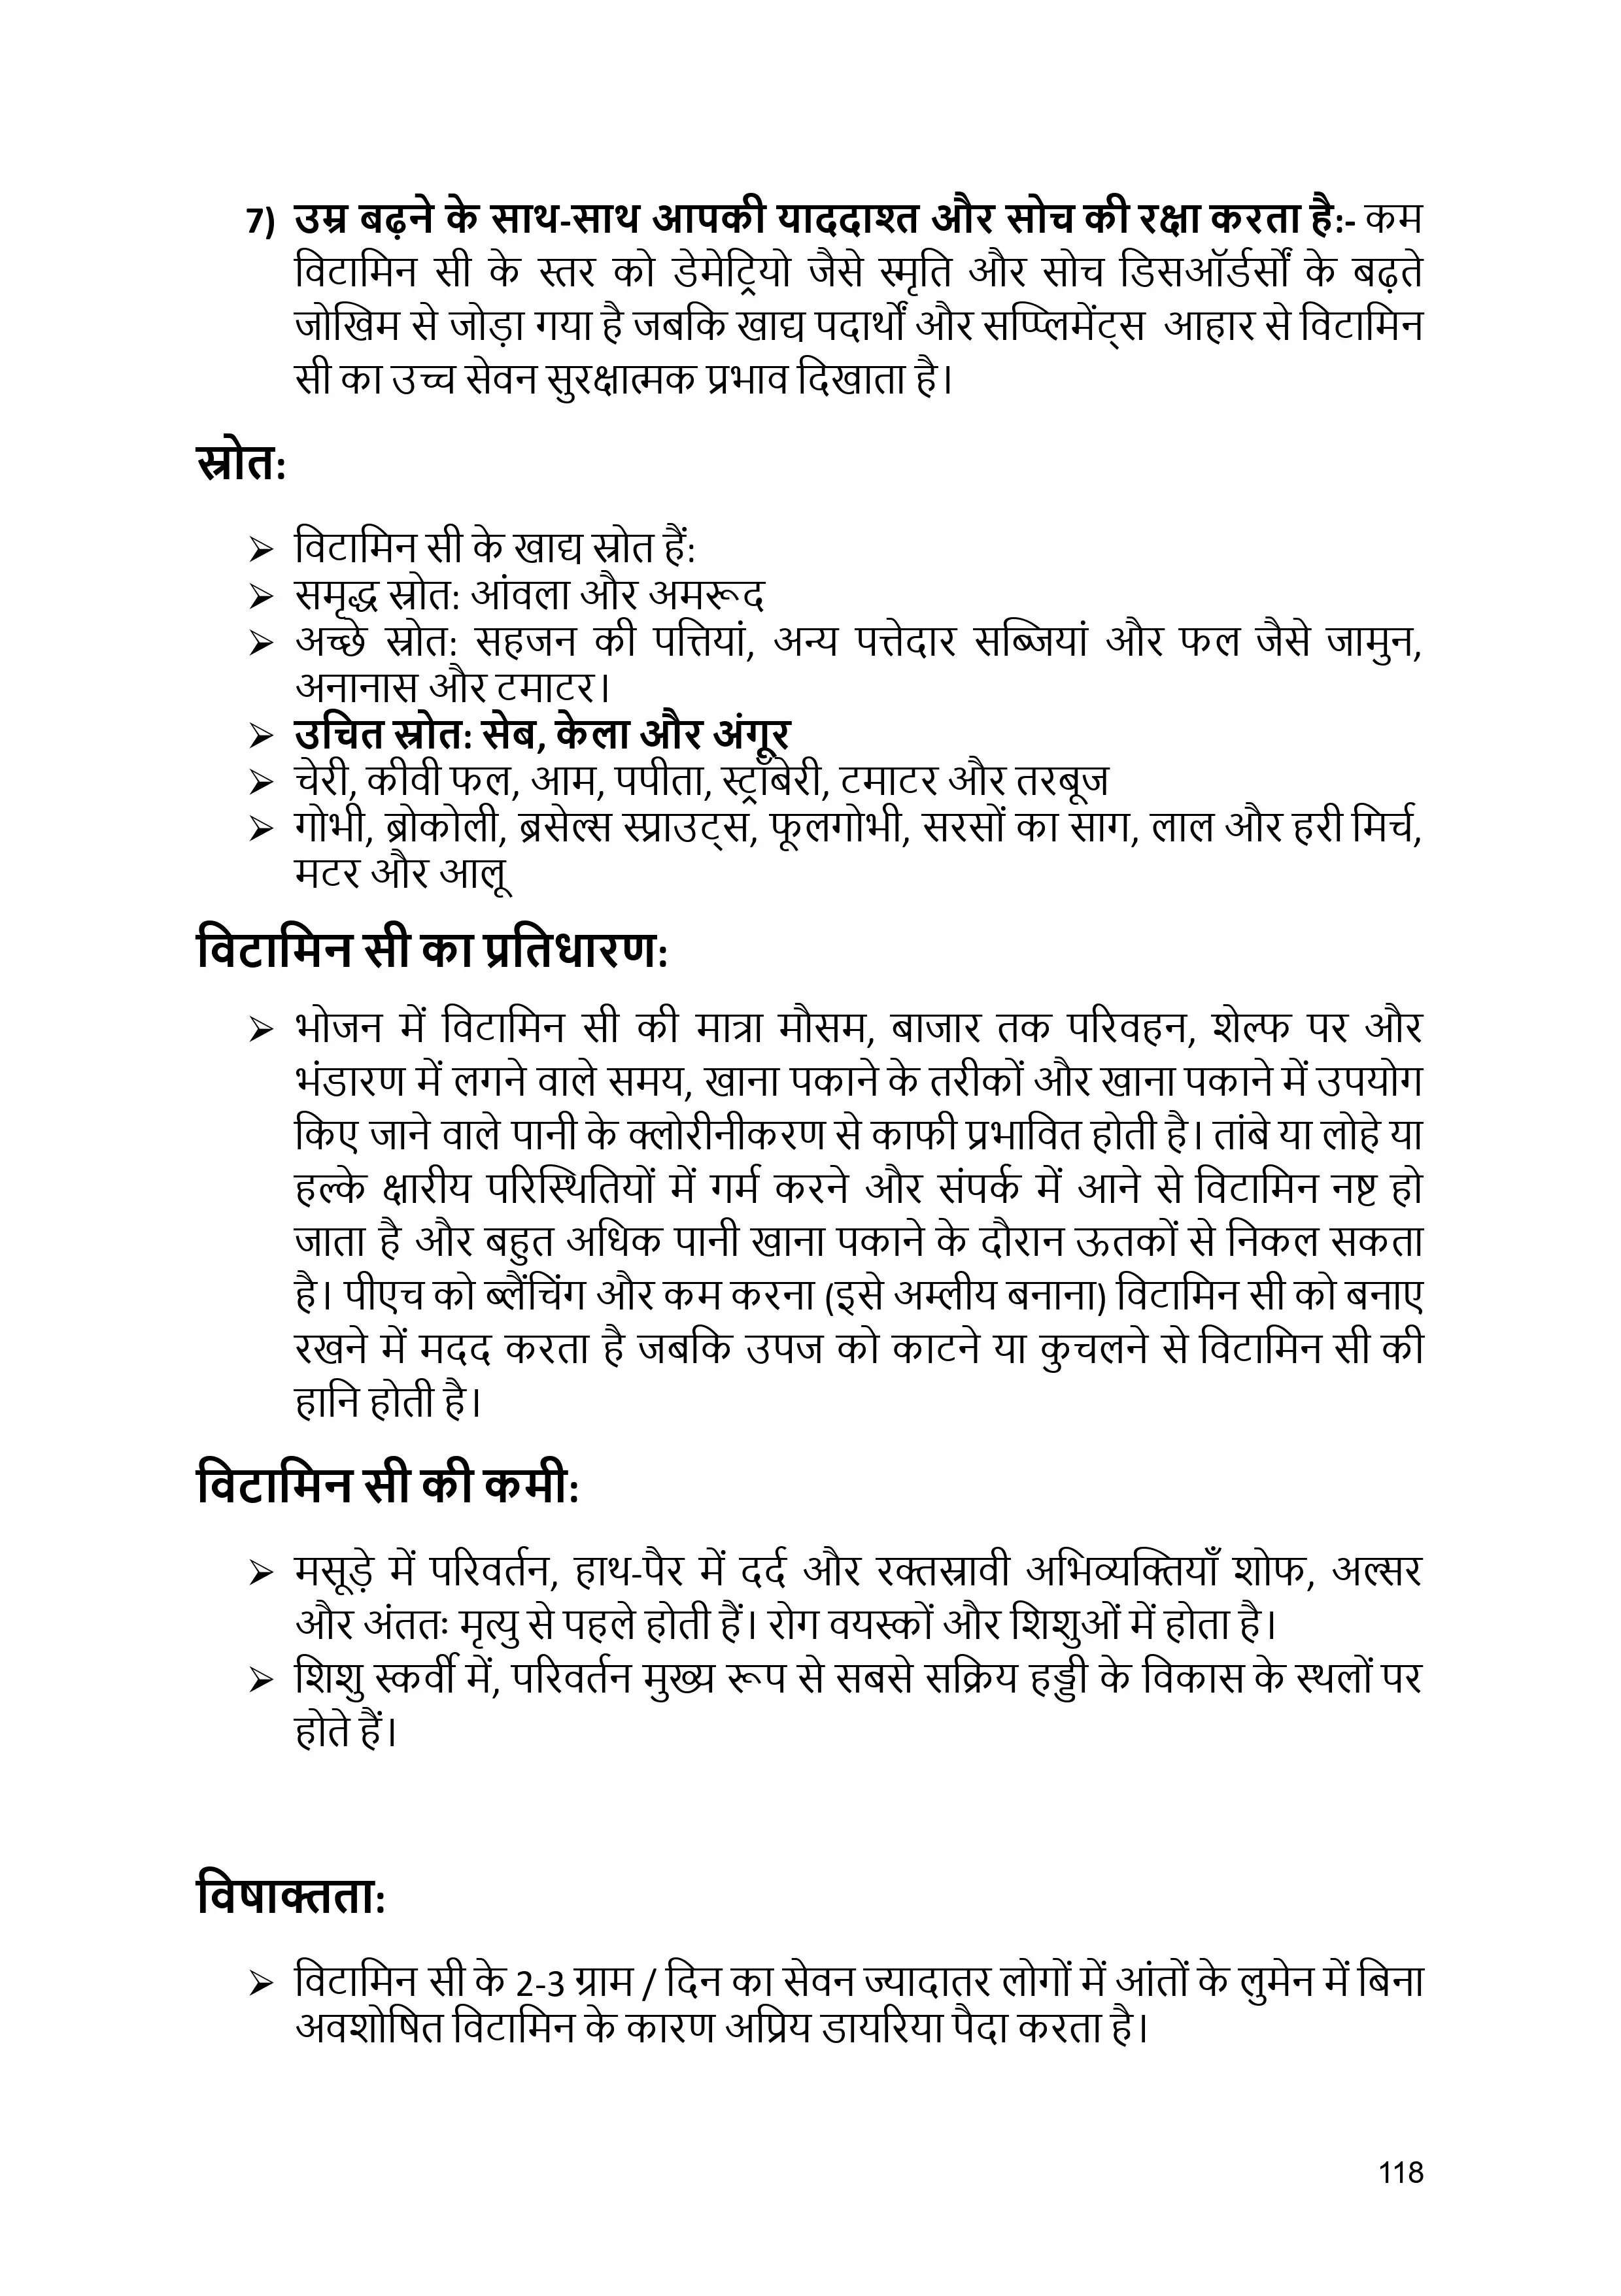 7) उम्र बढ़ने के साथ-साथ आपकी याददाश्त और सोच की रक्षा करता है:- कम
विटामिन सी के स्तर को डेमेट्रियो जैसे स्मृति और सोच डिसऑर्डर्सों के बढ़ते
जोखिम से जोड़ा गया है जबकि खाद्य पदार्थों और सप्प्लिमेंट्स आहार से विटामिन
सी का उच्च सेवन सुरक्षात्मक प्रभाव दिखाता है।
स्रोत:
➢ विटामिन सी के खाद्य स्रोत हैं:
➢ समृद्ध स्रोत: आंवला और अमरूद
➢ अच्छे स्रोत: सहजन की पत्तियां, अन्य पत्तेदार सब्जियां और फल जैसे जामुन,
अनानास और टमाटर।
➢ उचित स्रोत: सेब, केला और अंगूर
➢ चेरी, कीवी फल, आम, पपीता, स्ट्रॉबेरी, टमाटर और तरबूज
➢ गोभी, ब्रोकोली, ब्रसेल्स स्प्राउट्स, फूलगोभी, सरसों का साग, लाल और हरी मिर्च,
मटर और आलू
विटामिन सी का प्रतिधारण:
➢ भोजन में विटामिन सी की मात्रा मौसम, बाजार तक परिवहन, शेल्फ पर और
भंडारण में लगने वाले समय, खाना पकाने के तरीकों और खाना पकाने में उपयोग
किए जाने वाले पानी के क्लोरीनीकरण से काफी प्रभावित होती है। तांबे या लोहे या
हल्के क्षारीय परिस्थितियों में गर्म करने और संपर्क में आने से विटामिन नष्ट हो
जाता है और बहुत अधिक पानी खाना पकाने के दौरान ऊतकों से निकल सकता
है। पीएच को ब्लैंचिंग और कम करना (इसे अम्लीय बनाना) विटामिन सी को बनाए
रखने में मदद करता है जबकि उपज को काटने या कुचलने से विटामिन सी की
हानि होती है।
विटामिन सी की कमी:
➢ मसूड़े में परिवर्तन, हाथ-पैर में दर्द और रक्तस्रावी अभिव्यक्तियाँ शोफ, अल्सर
और अंततः मृत्यु से पहले होती हैं। रोग वयस्कों और शिशुओं में होता है।
➢ शिशु स्कर्वी में, परिवर्तन मुख्य रूप से सबसे सक्रिय हड्डी के विकास के स्थलों पर
होते हैं।
विषाक्तता:
➢ विटामिन सी के 2-3 ग्राम / दिन का सेवन ज्यादातर लोगों में आंतों के लुमेन में बिना
अवशोषित विटामिन के कारण अप्रिय डायरिया पैदा करता है।
118